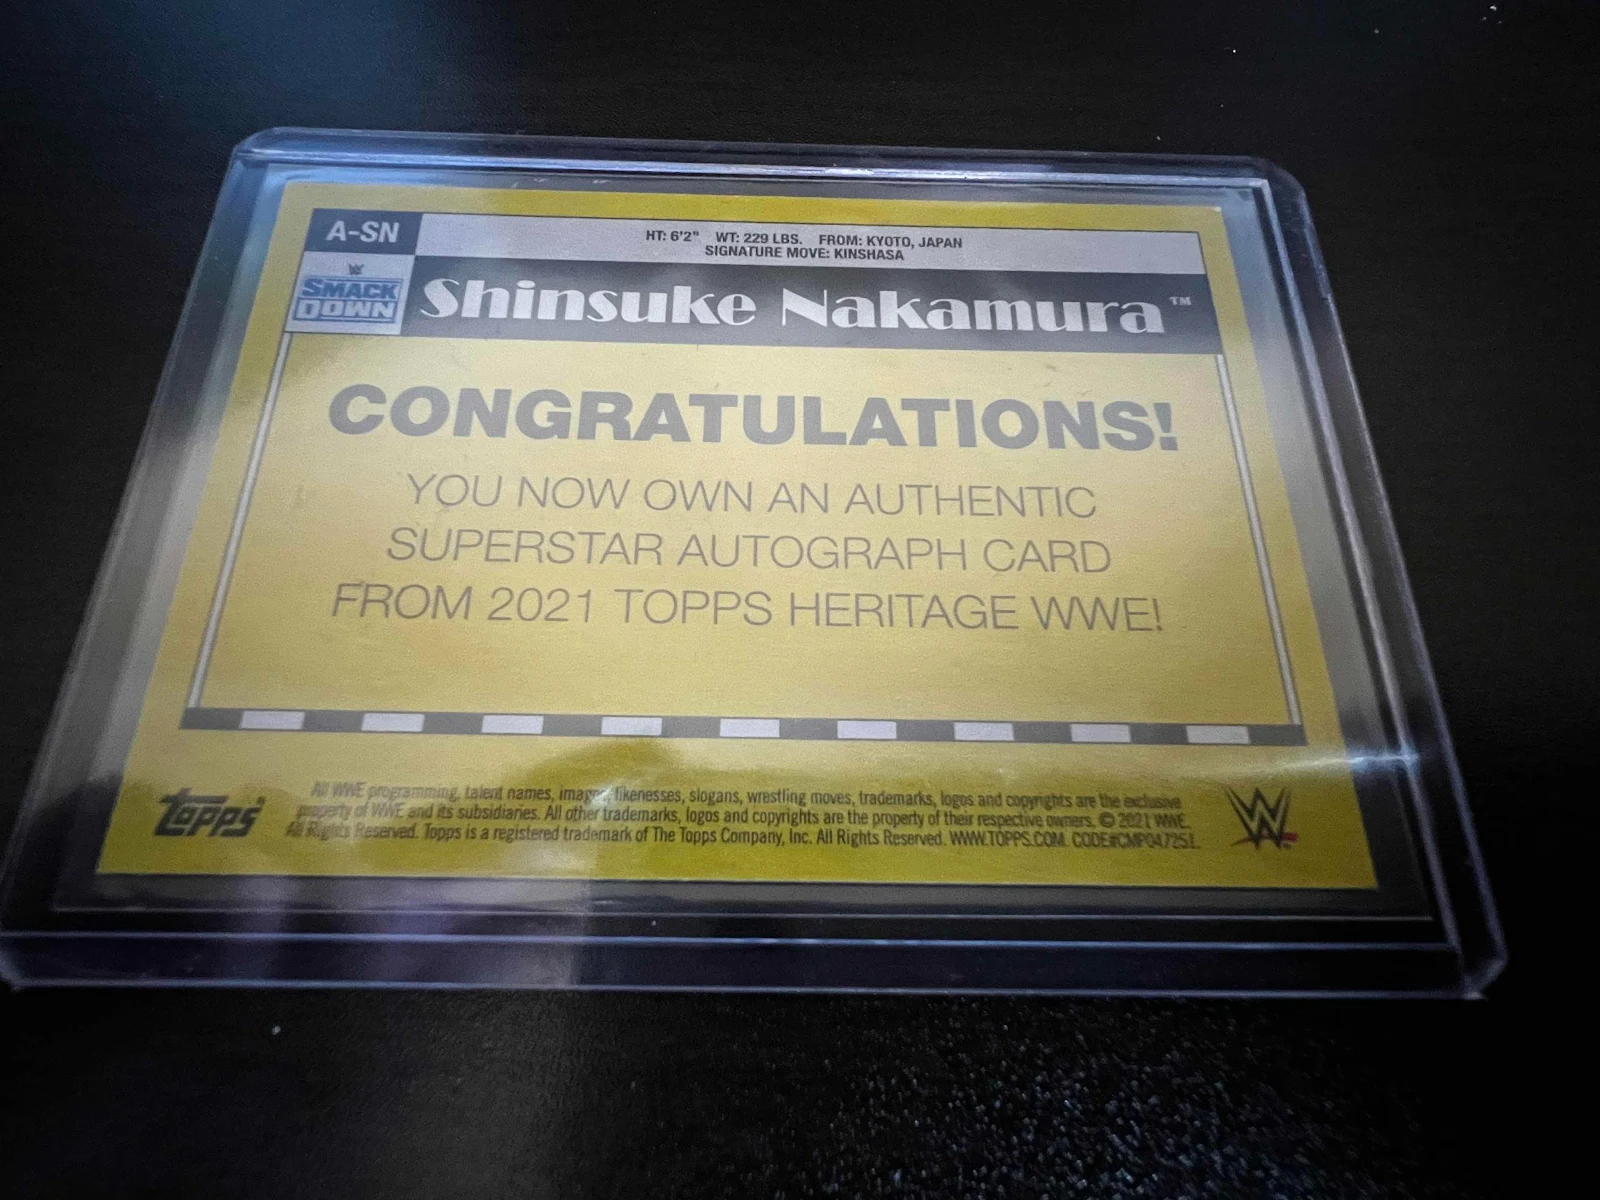 A-SN
HT: 6'2" WT: 229 LBS. FROM: KYOTO, JAPAN
SIGNATURE MOVE: KINSHASA
SMACK
DOWN
Shinsuke Nakamura™
CONGRATULATIONS!
YOU NOW OWN AN AUTHENTIC
SUPERSTAR AUTOGRAPH CARD
FROM 2021 TOPPS HERITAGE WWE!
topps®
All WWE programming, talent names, images, likenesses, slogans, wrestling moves, trademarks, logos and copyrights are the exclusive
property of WWE and its subsidiaries. All other trademarks, logos and copyrights are the property of their respective owners. © 2021 WWE.
All Rights Reserved. Topps is a registered trademark of The Topps Company, Inc. All Rights Reserved. WWW.TOPPS.COM. CODE#CMP047251.
W